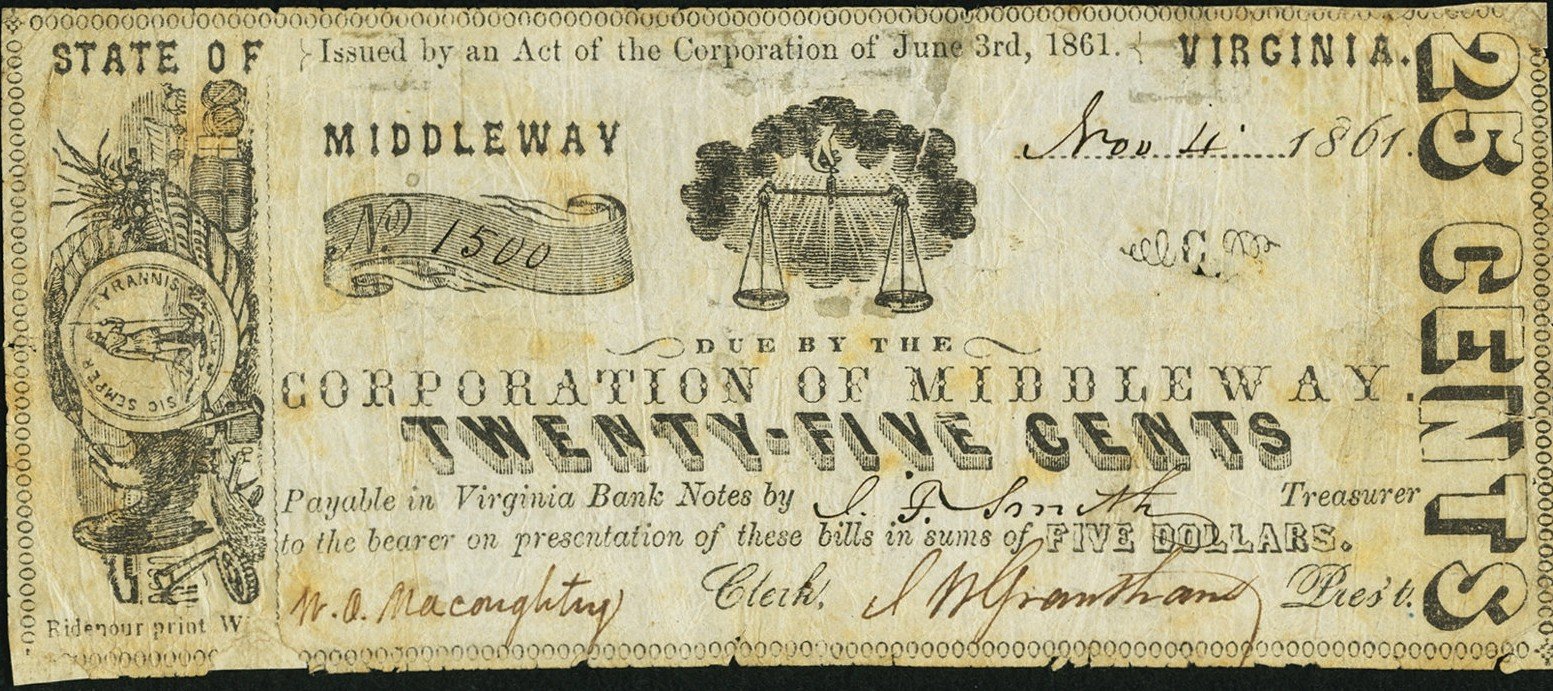 STATE OF
Issued by an Act of the Corporation of June 3rd, 1861.
VIRGINIA.
25 CENTS
MIDDLEWAY
Nov 4 1861.
No. 1500
C.
SIC SEMPER TYRANNIS
DUE BY THE
CORPORATION OF MIDDLEWAY.
TWENTY-FIVE CENTS
Payable in Virginia Bank Notes by S. F. Smith Treasurer
to the bearer on presentation of these bills in sums of FIVE DOLLARS.
Clerk.
Grantham Pres't.
Ridenour print W